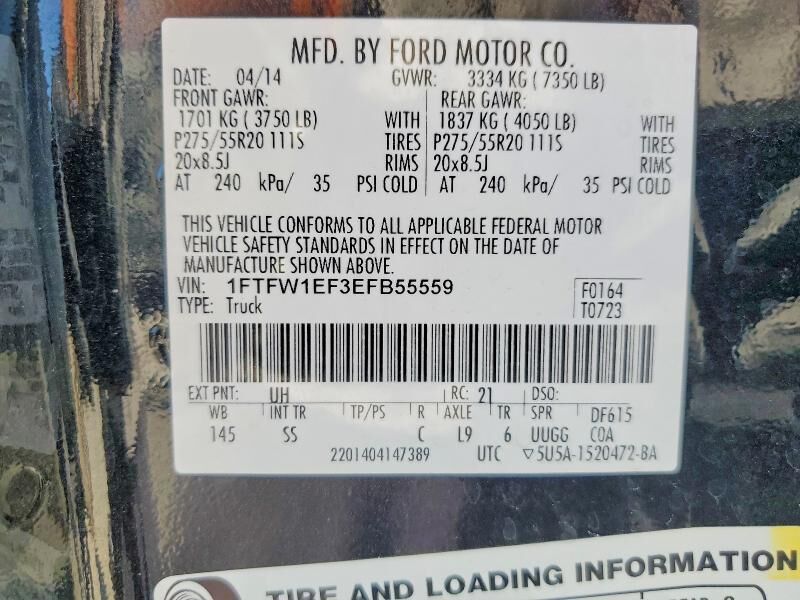 MFD. BY FORD MOTOR CO.
DATE: 04/14 GVWR: 3334 KG ( 7350 LB)
FRONT GAWR: REAR GAWR:
1701 KG ( 3750 LB) WITH 1837 KG ( 4050 LB) WITH
P275/55R20 111S TIRES P275/55R20 111S TIRES
20x8.5J RIMS 20x8.5J RIMS
AT 240 kPa/ 35 PSI COLD AT 240 kPa/ 35 PSI COLD
THIS VEHICLE CONFORMS TO ALL APPLICABLE FEDERAL MOTOR
VEHICLE SAFETY STANDARDS IN EFFECT ON THE DATE OF
MANUFACTURE SHOWN ABOVE.
VIN: 1FTFW1EF3EFB55559 F0164
TYPE: Truck T0723
EXT PNT: UH RC: 21 DSO:
WB INT TR TP/PS R AXLE TR SPR DF615
145 SS C L9 6 UUGG COA
2201404147389 UTC ▽5U5A-1520472-BA
TIRE AND LOADING INFORMATION